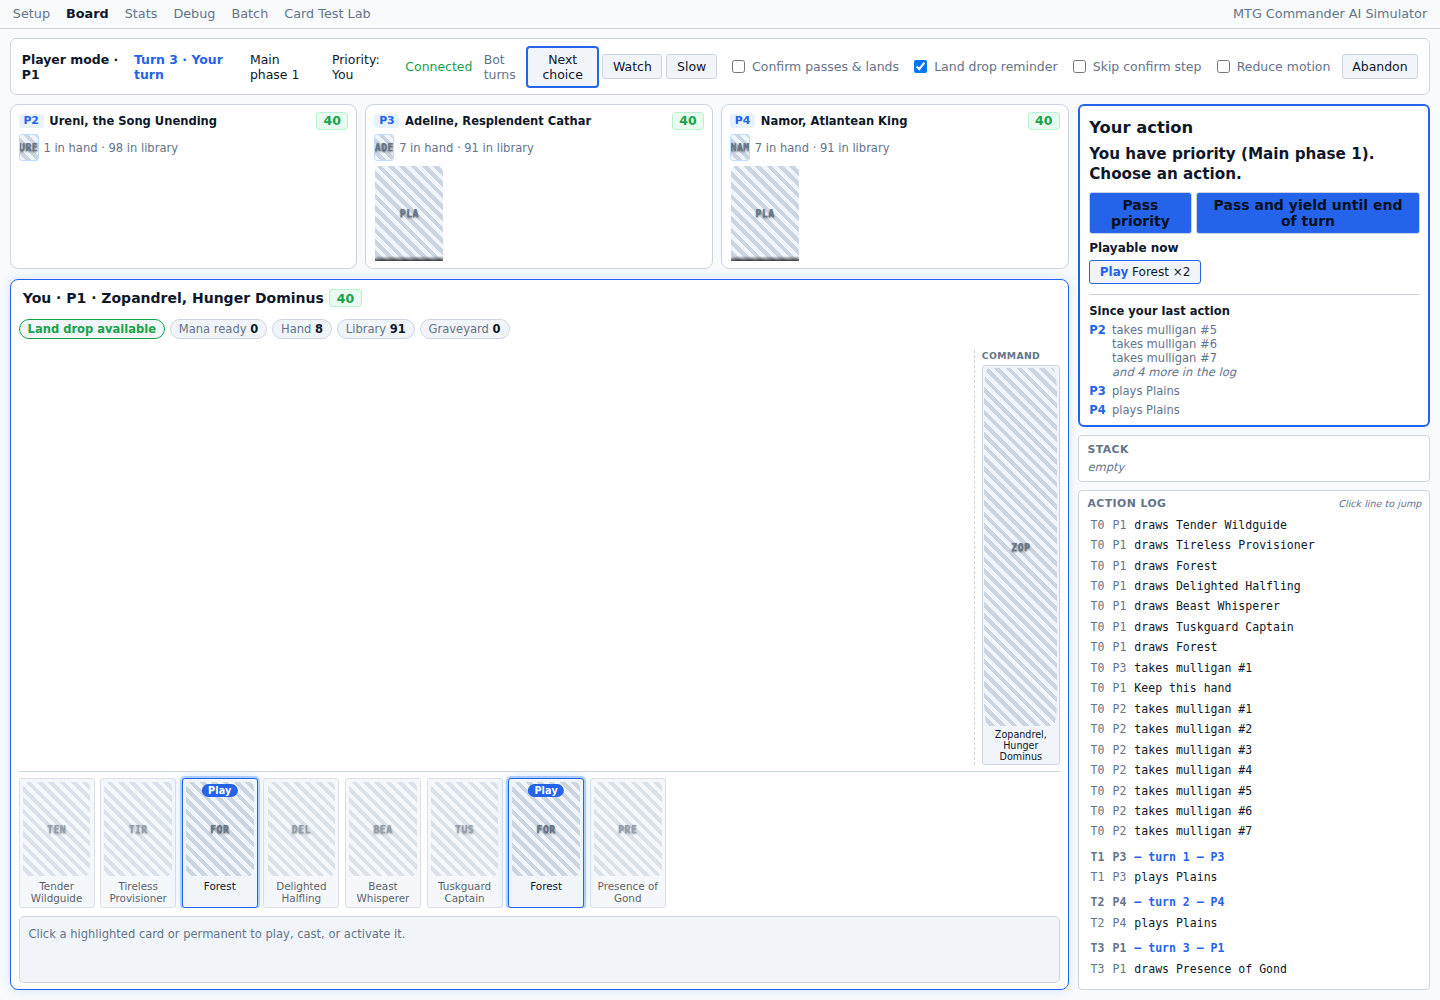 Setup Board Stats Debug Batch Card Test Lab MTG Commander AI Simulator
Player mode · P1
Turn 3 · Your turn
Main phase 1
Priority: You
Connected
Bot turns
Next choice
Watch
Slow
Confirm passes & lands
Land drop reminder
Skip confirm step
Reduce motion
Abandon
P2 Ureni, the Song Unending 40
URE 1 in hand · 98 in library
P3 Adeline, Resplendent Cathar 40
ADE 7 in hand · 91 in library
PLA
P4 Namor, Atlantean King 40
NAM 7 in hand · 91 in library
PLA
You · P1 · Zopandrel, Hunger Dominus 40
Land drop available Mana ready 0 Hand 8 Library 91 Graveyard 0
COMMAND
ZOP
Zopandrel,
Hunger
Dominus
TEN
Tender
Wildguide
TIR
Tireless
Provisioner
Play
FOR
Forest
DEL
Delighted
Halfling
BEA
Beast
Whisperer
TUS
Tuskguard
Captain
Play
FOR
Forest
PRE
Presence of
Gond
Click a highlighted card or permanent to play, cast, or activate it.
Your action
You have priority (Main phase 1).
Choose an action.
Pass priority
Pass and yield until end of turn
Playable now
Play Forest ×2
Since your last action
P2 takes mulligan #5
takes mulligan #6
takes mulligan #7
and 4 more in the log
P3 plays Plains
P4 plays Plains
STACK
empty
ACTION LOG Click line to jump
T0 P1 draws Tender Wildguide
T0 P1 draws Tireless Provisioner
T0 P1 draws Forest
T0 P1 draws Delighted Halfling
T0 P1 draws Beast Whisperer
T0 P1 draws Tuskguard Captain
T0 P1 draws Forest
T0 P3 takes mulligan #1
T0 P1 Keep this hand
T0 P2 takes mulligan #1
T0 P2 takes mulligan #2
T0 P2 takes mulligan #3
T0 P2 takes mulligan #4
T0 P2 takes mulligan #5
T0 P2 takes mulligan #6
T0 P2 takes mulligan #7
T1 P3 — turn 1 — P3
T1 P3 plays Plains
T2 P4 — turn 2 — P4
T2 P4 plays Plains
T3 P1 — turn 3 — P1
T3 P1 draws Presence of Gond